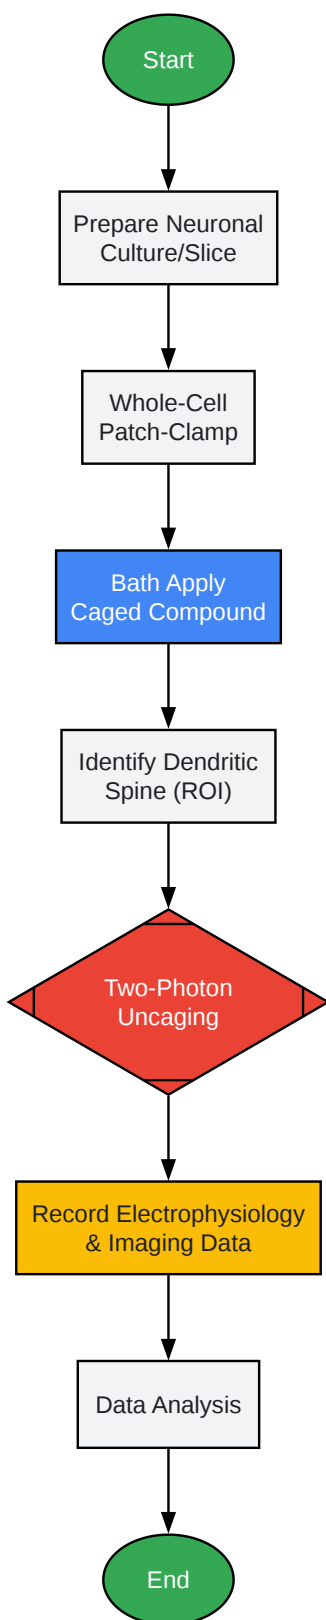 Start
Prepare Neuronal
Culture/Slice
Whole-Cell
Patch-Clamp
Bath Apply
Caged Compound
Identify Dendritic
Spine (ROI)
Two-Photon
Uncaging
Record Electrophysiology
& Imaging Data
Data Analysis
End